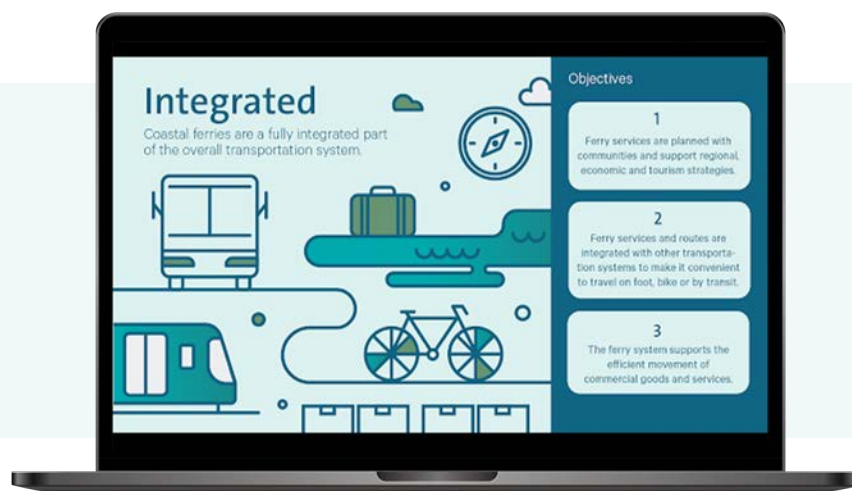 Integrated
Coastal ferries are a fully integrated part
of the overall transportation system.
Objectives
1
Ferry services are planned with
communities and support regional,
economic and tourism strategies.
2
Ferry services and routes are
integrated with other transporta-
tion systems to make it convenient
to travel on foot, bike or by transit.
3
The ferry system supports the
efficient movement of
commercial goods and services.